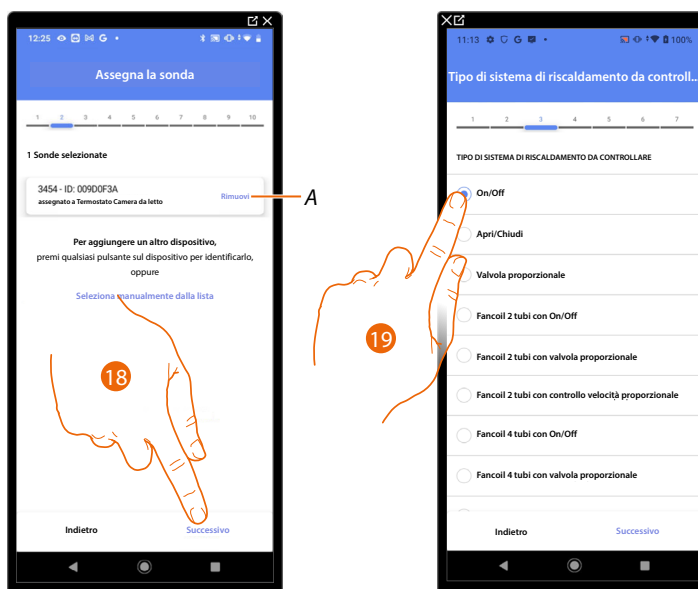 12:25
Assegna la sonda
1 2 3 4 5 6 7 8 9 10
1 Sonde selezionate
3454 - ID: 009D0F3A
assegnato a Termostato Camera da letto
Rimuovi
A
Per aggiungere un altro dispositivo,
premi qualsiasi pulsante sul dispositivo per identificarlo,
oppure
Seleziona manualmente dalla lista
18
Indietro
Successivo
11:13
100%
Tipo di sistema di riscaldamento da controll...
1 2 3 4 5 6 7
TIPO DI SISTEMA DI RISCALDAMENTO DA CONTROLLARE
On/Off
Apri/Chiudi
Valvola proporzionale
Fancoil 2 tubi con On/Off
19
Fancoil 2 tubi con valvola proporzionale
Fancoil 2 tubi con controllo velocità proporzionale
Fancoil 4 tubi con On/Off
Fancoil 4 tubi con valvola proporzionale
Indietro
Successivo